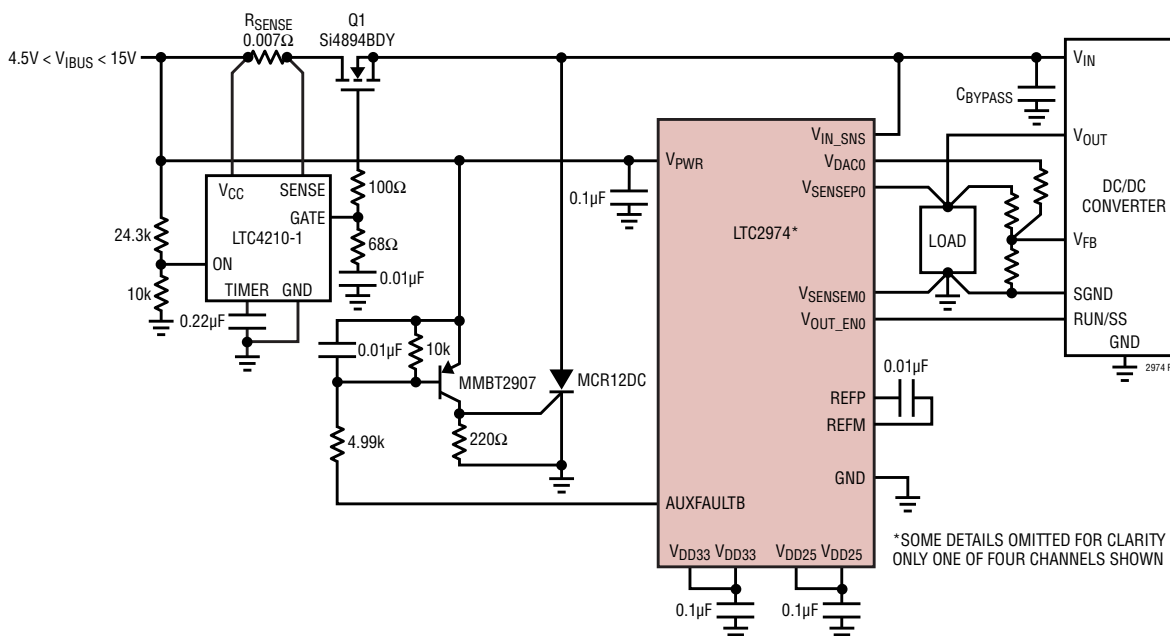 4.5V < VIBUS < 15V
RSENSE
0.007Ω
Q1
Si4894BDY
VCC
SENSE
GATE
LTC4210-1
ON
TIMER
GND
24.3k
10k
0.22µF
100Ω
68Ω
0.01µF
0.01µF
10k
MMBT2907
4.99k
220Ω
MCR12DC
0.1µF
VPWR
LTC2974*
AUXFAULTB
VIN_SNS
VDAC0
VSENSEP0
VSENSEM0
VOUT_EN0
REFP
REFM
GND
VDD33
VDD33
VDD25
VDD25
0.1µF
0.1µF
0.01µF
LOAD
CBYPASS
VIN
VOUT
DC/DC
CONVERTER
VFB
SGND
RUN/SS
GND
2974 F
*SOME DETAILS OMITTED FOR CLARITY
ONLY ONE OF FOUR CHANNELS SHOWN